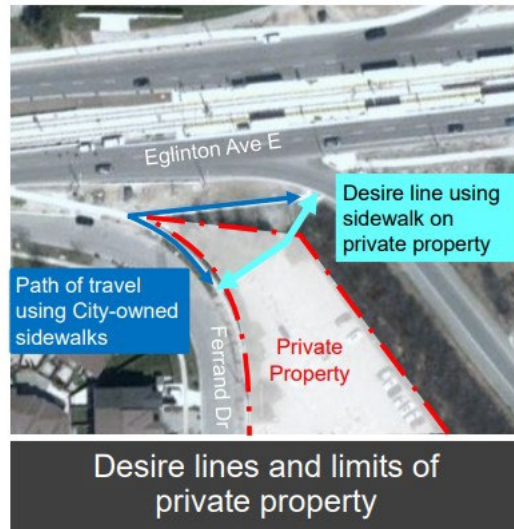 Eglinton Ave E
Desire line using
sidewalk on
private property
Path of travel
using City-owned
sidewalks
Ferrand Dr
Private
Property
Desire lines and limits of
private property